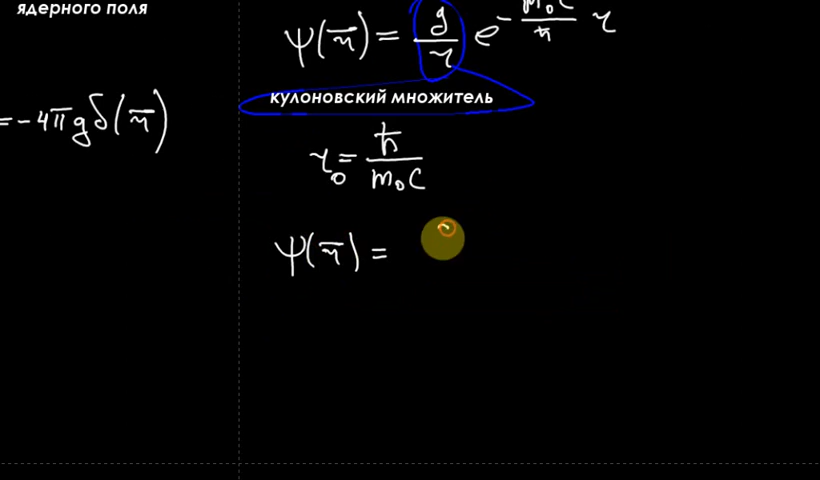 ядерного поля
ψ(r̄) = g/r e^(−m₀c/ħ r)
кулоновский множитель
= −4πgδ(r̄)
r₀ = ħ/m₀c
ψ(r̄) =